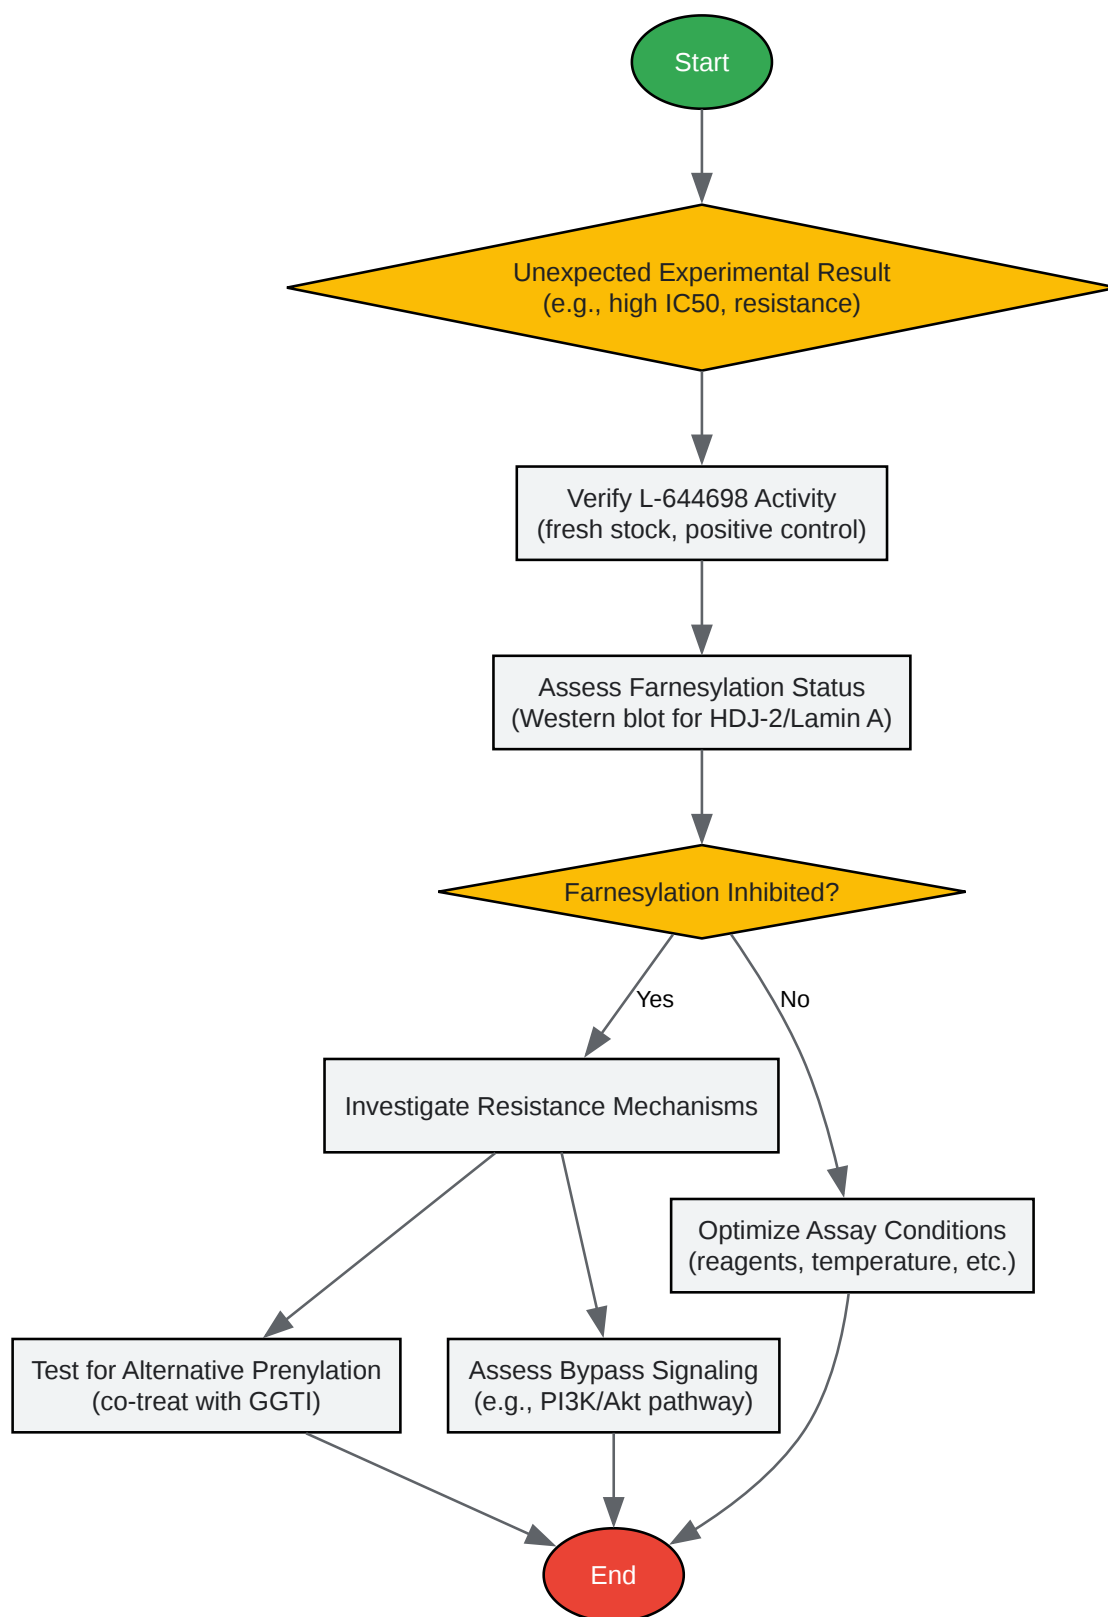 Start
Unexpected Experimental Result
(e.g., high IC50, resistance)
Verify L-644698 Activity
(fresh stock, positive control)
Assess Farnesylation Status
(Western blot for HDJ-2/Lamin A)
Farnesylation Inhibited?
Yes
No
Investigate Resistance Mechanisms
Optimize Assay Conditions
(reagents, temperature, etc.)
Test for Alternative Prenylation
(co-treat with GGTI)
Assess Bypass Signaling
(e.g., PI3K/Akt pathway)
End